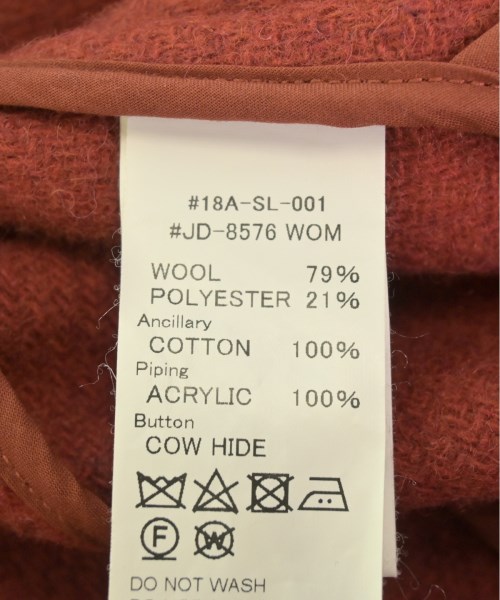 #18A-SL-001
#JD-8576 WOM
WOOL 79%
POLYESTER 21%
Ancillary
COTTON 100%
Piping
ACRYLIC 100%
Button
COW HIDE
F W
DO NOT WASH